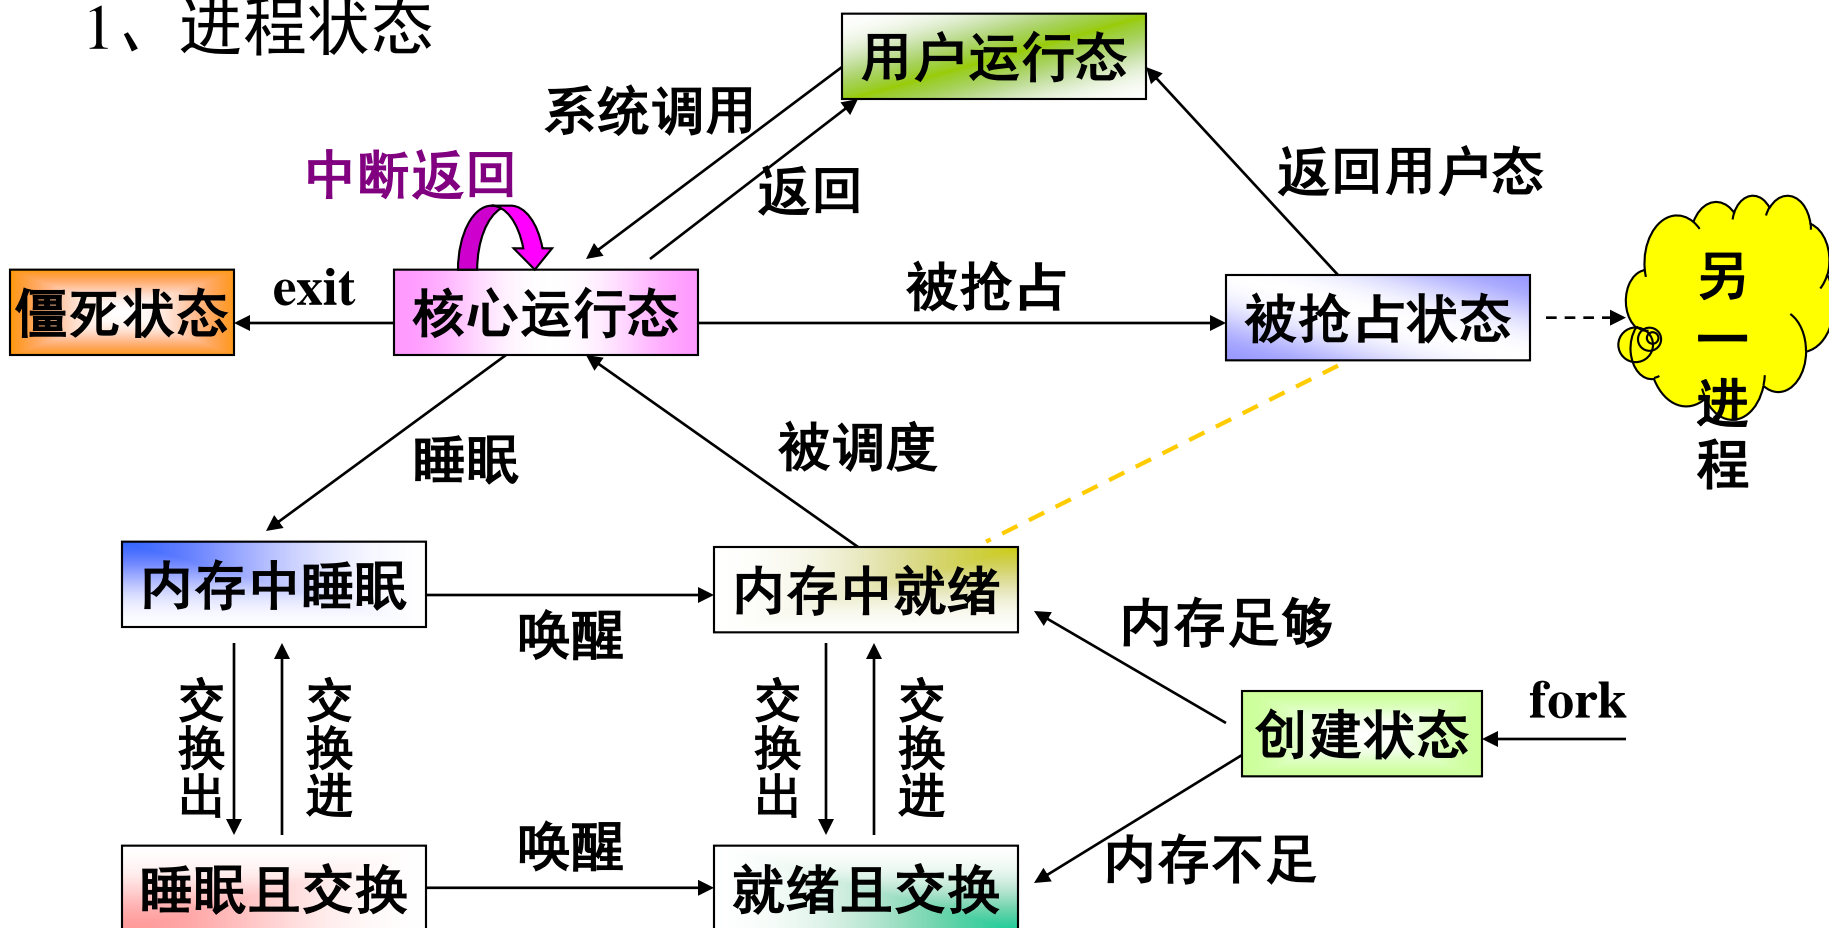 1、进程状态
用户运行态
系统调用
中断返回
返回
返回用户态
僵死状态
exit
核心运行态
被抢占
被抢占状态
另
一
进
程
睡眠
被调度
内存中睡眠
唤醒
内存中就绪
内存足够
交
换
出
交
换
进
交
换
出
交
换
进
创建状态
fork
睡眠且交换
唤醒
就绪且交换
内存不足